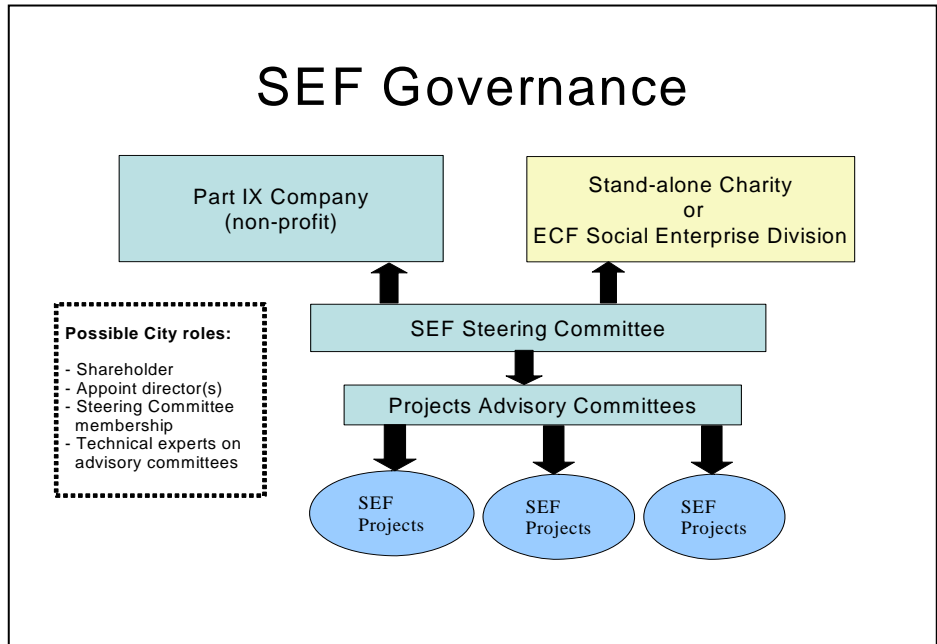 SEF Governance
Part IX Company
(non-profit)
Stand-alone Charity
or
ECF Social Enterprise Division
SEF Steering Committee
Possible City roles:
- Shareholder
- Appoint director(s)
- Steering Committee
membership
- Technical experts on
advisory committees
Projects Advisory Committees
SEF
Projects
SEF
Projects
SEF
Projects